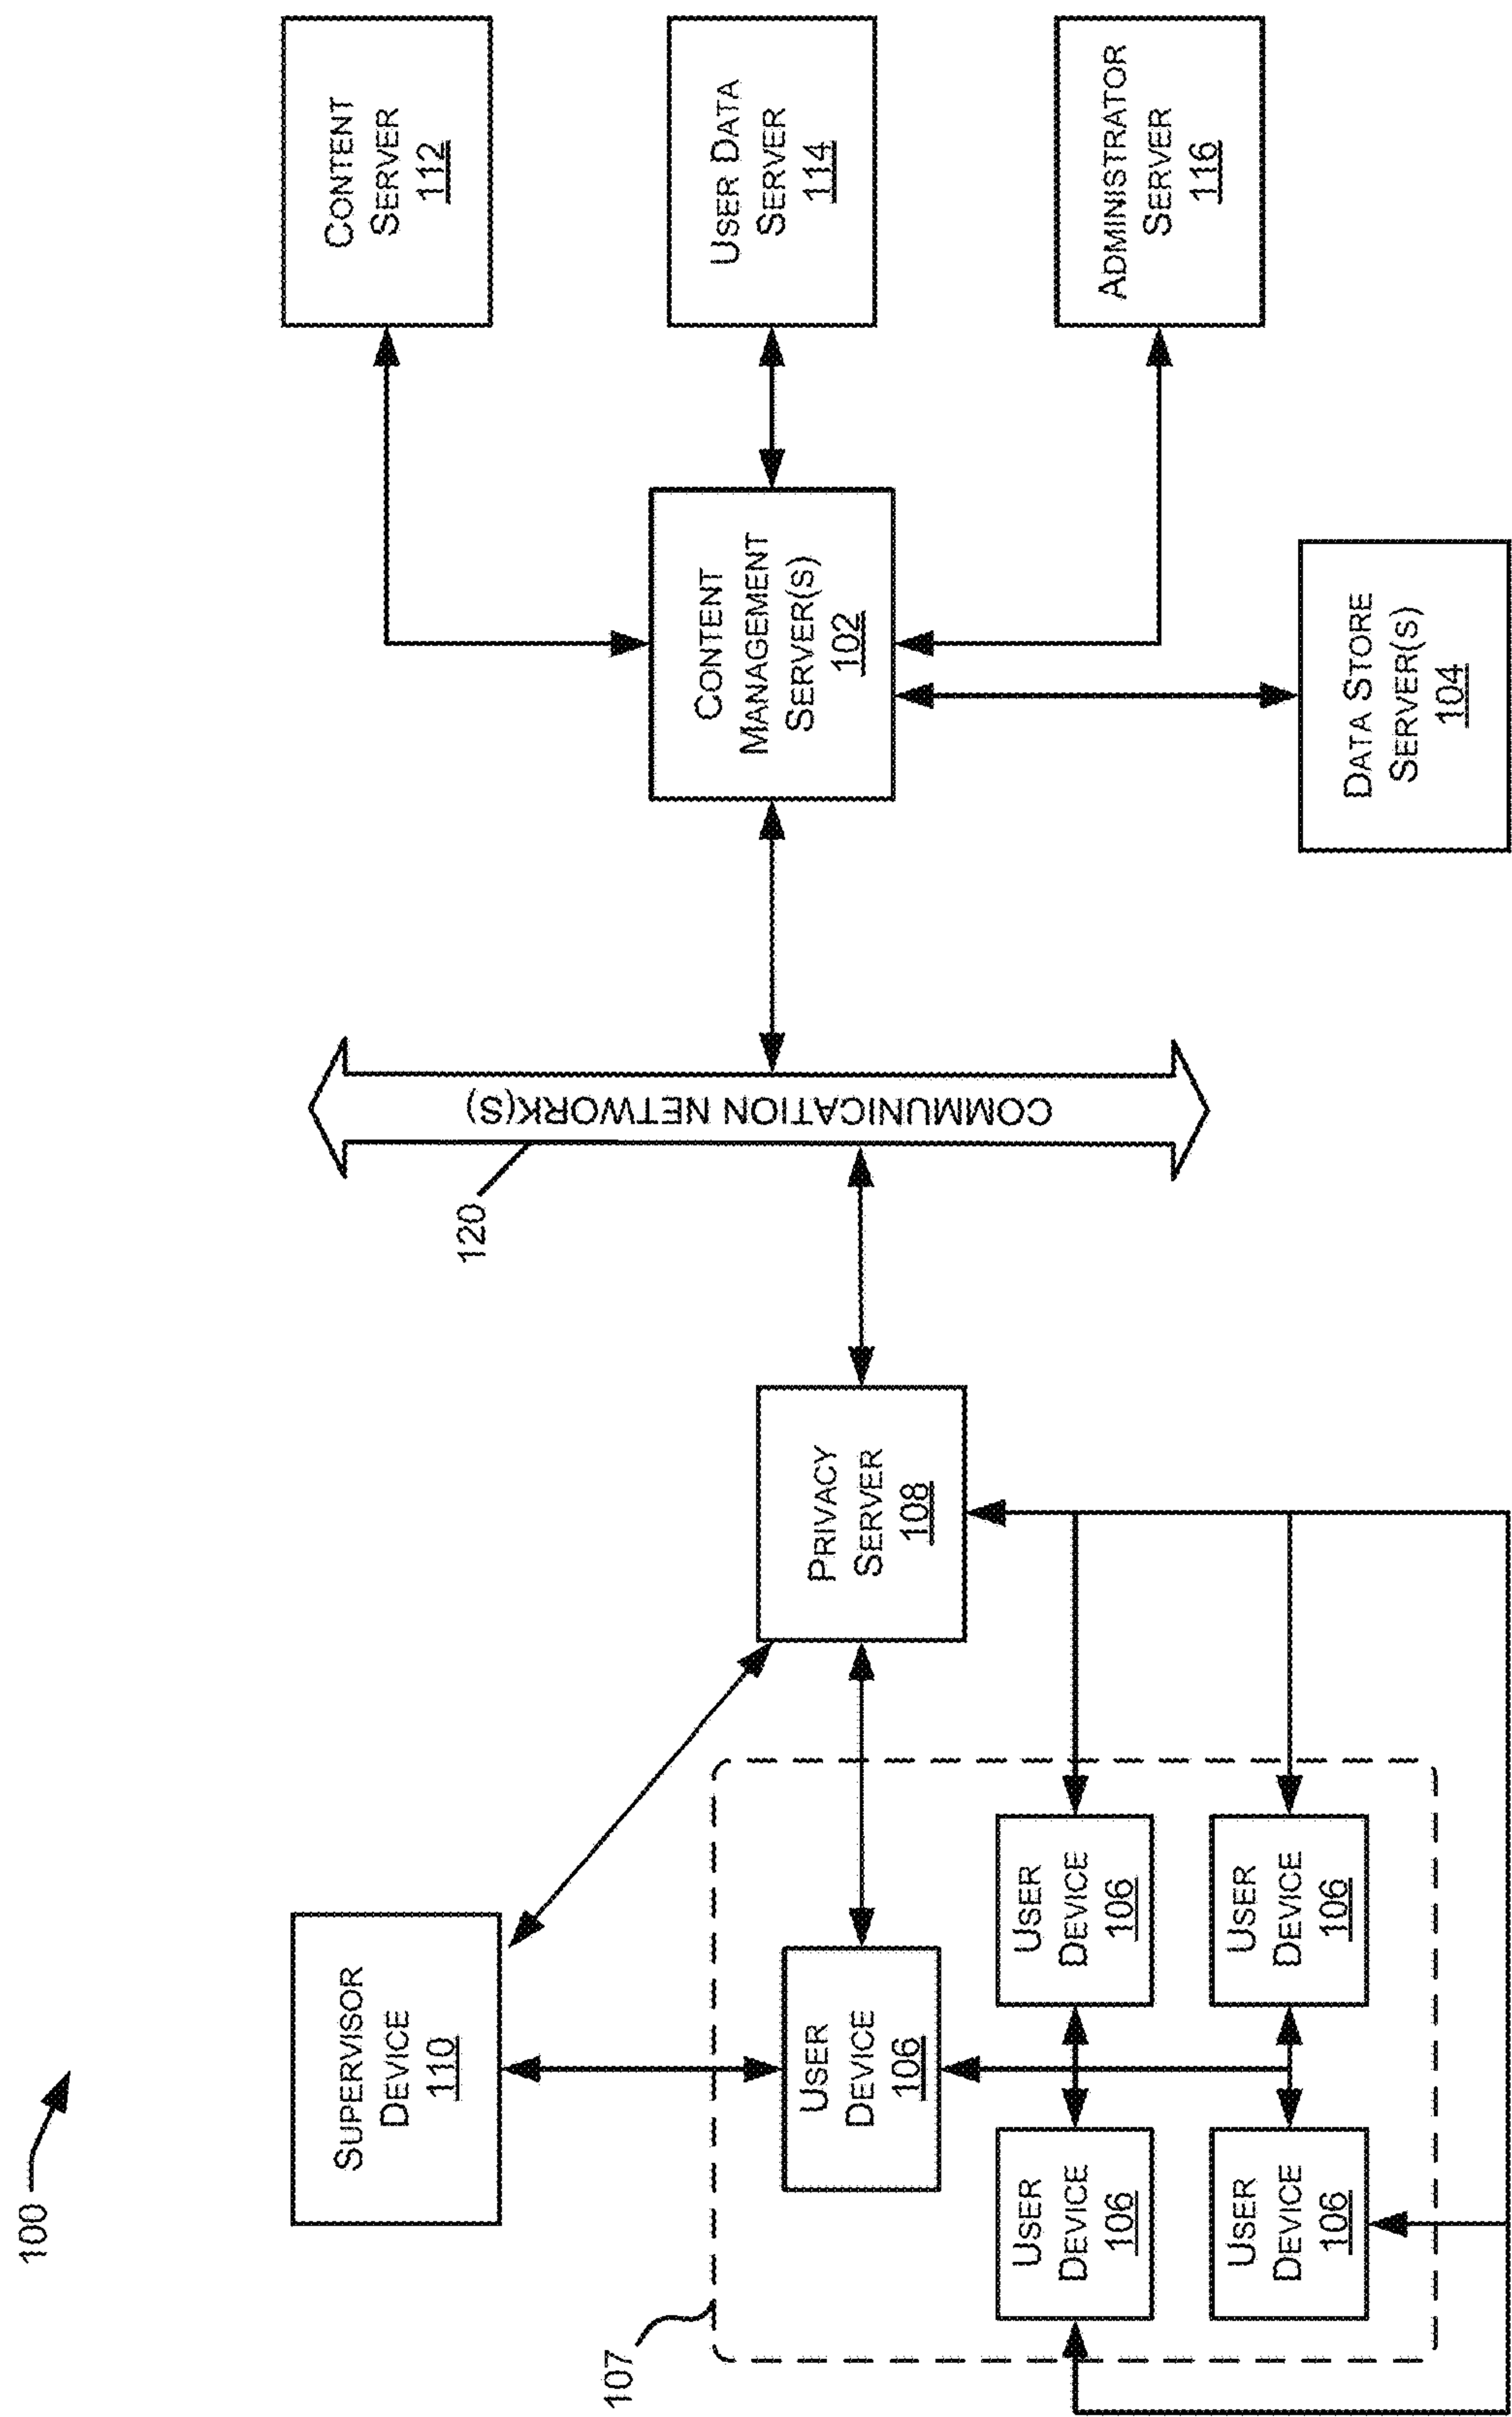 100
SUPERVISOR
DEVICE
110
107
USER
DEVICE
106
USER
DEVICE
106
USER
DEVICE
106
USER
DEVICE
106
USER
DEVICE
106
PRIVACY
SERVER
108
120
COMMUNICATION NETWORK(S)
CONTENT
MANAGEMENT
SERVER(S)
102
DATA STORE
SERVER(S)
104
CONTENT
SERVER
112
USER DATA
SERVER
114
ADMINISTRATOR
SERVER
116